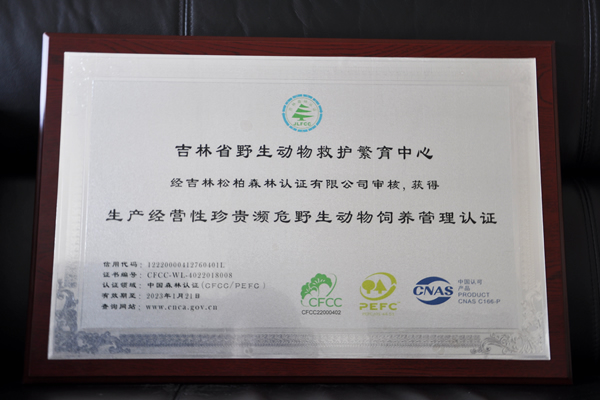 JLFCC
吉林省野生动物救护繁育中心
经吉林松柏森林认证有限公司审核,获得
生产经营性珍贵濒危野生动物饲养管理认证
信用代码：12220000412760401L
证书编号：CFCC-WL-4022018008
认证领域：中国森林认证(CFCC/PEFC)
有效期至：2023年1月21日
查询网站：www.cnca.gov.cn
CFCC
CFCC22000402
PEFC
CNAS
中国认可
产品
PRODUCT
CNAS C166-P